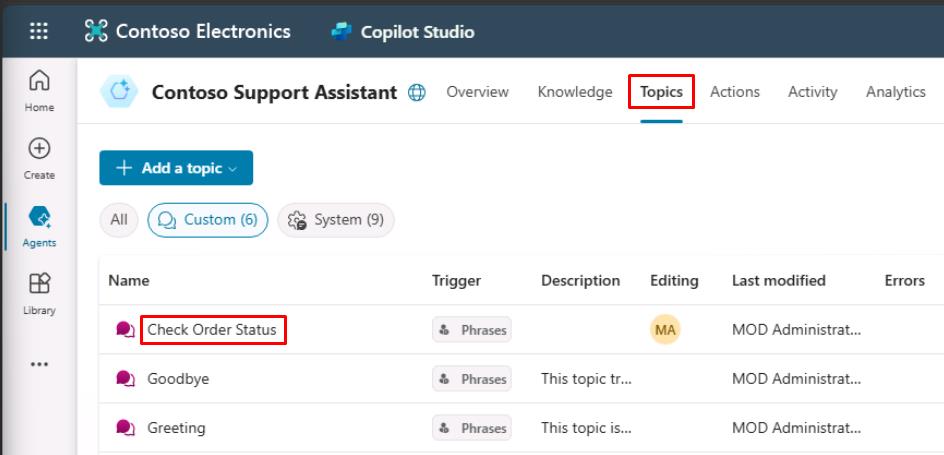 Contoso Electronics Copilot Studio
Home
Create
Agents
Library
Contoso Support Assistant Overview Knowledge Topics Actions Activity Analytics
Add a topic
All Custom (6) System (9)
Name Trigger Description Editing Last modified Errors
Check Order Status Phrases MA MOD Administrat...
Goodbye Phrases This topic tr... MOD Administrat...
Greeting Phrases This topic is... MOD Administrat...